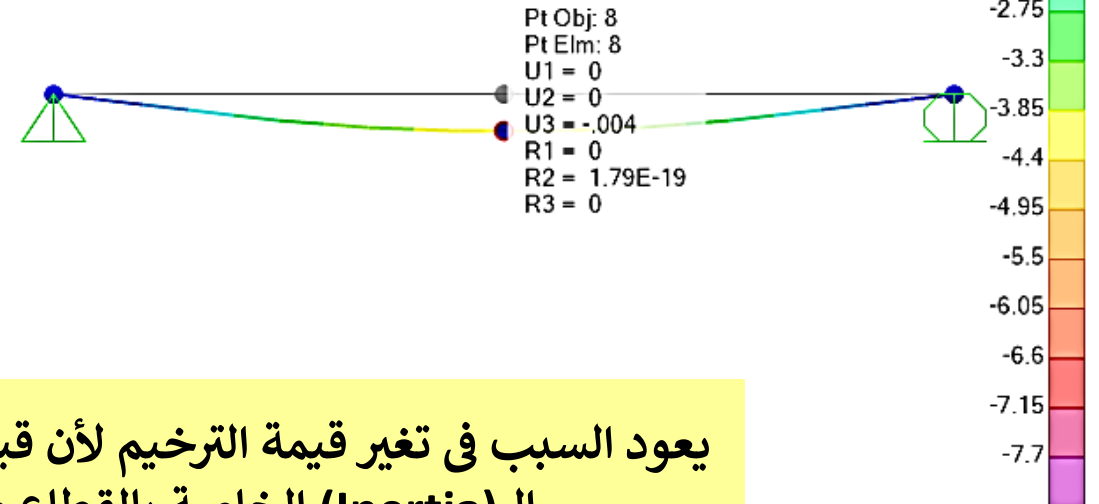 Pt Obj: 8
Pt Elm: 8
U1 = 0
U2 = 0
U3 = -.004
R1 = 0
R2 = 1.79E-19
R3 = 0
-2.75
-3.3
-3.85
-4.4
-4.95
-5.5
-6.05
-6.6
-7.15
-7.7
يعود السبب فى تغير قيمة الترخيم لأن